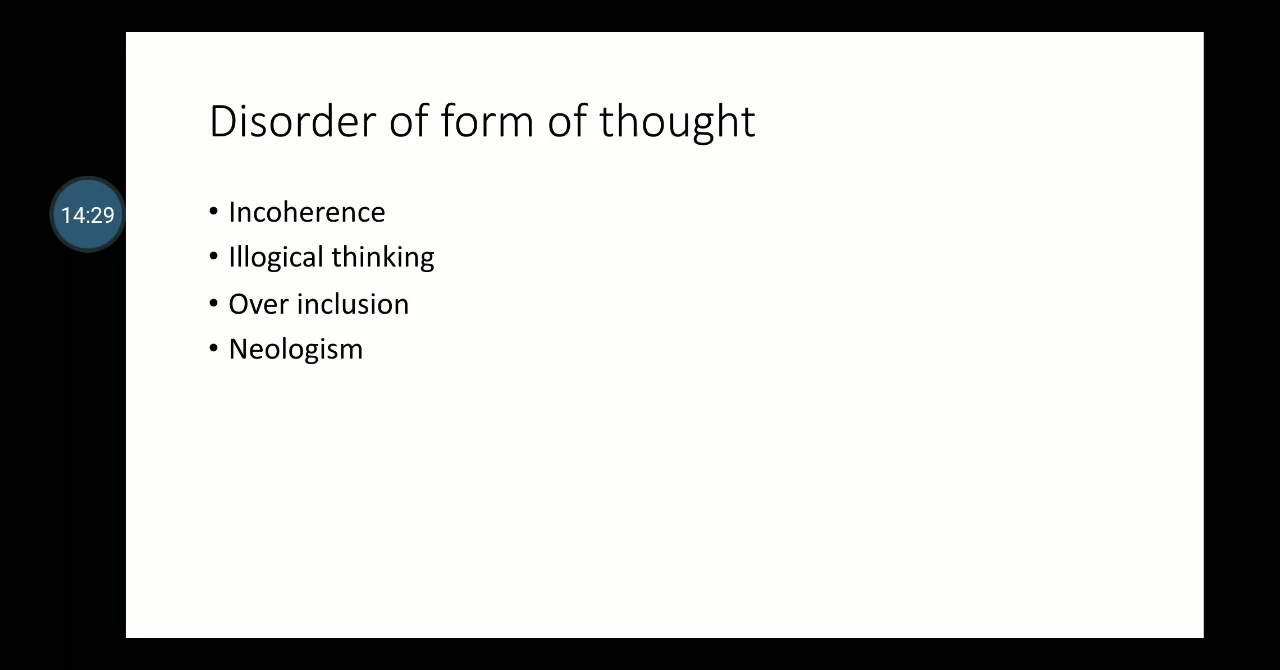 Disorder of form of thought
14:29
• Incoherence
• Illogical thinking
• Over inclusion
• Neologism